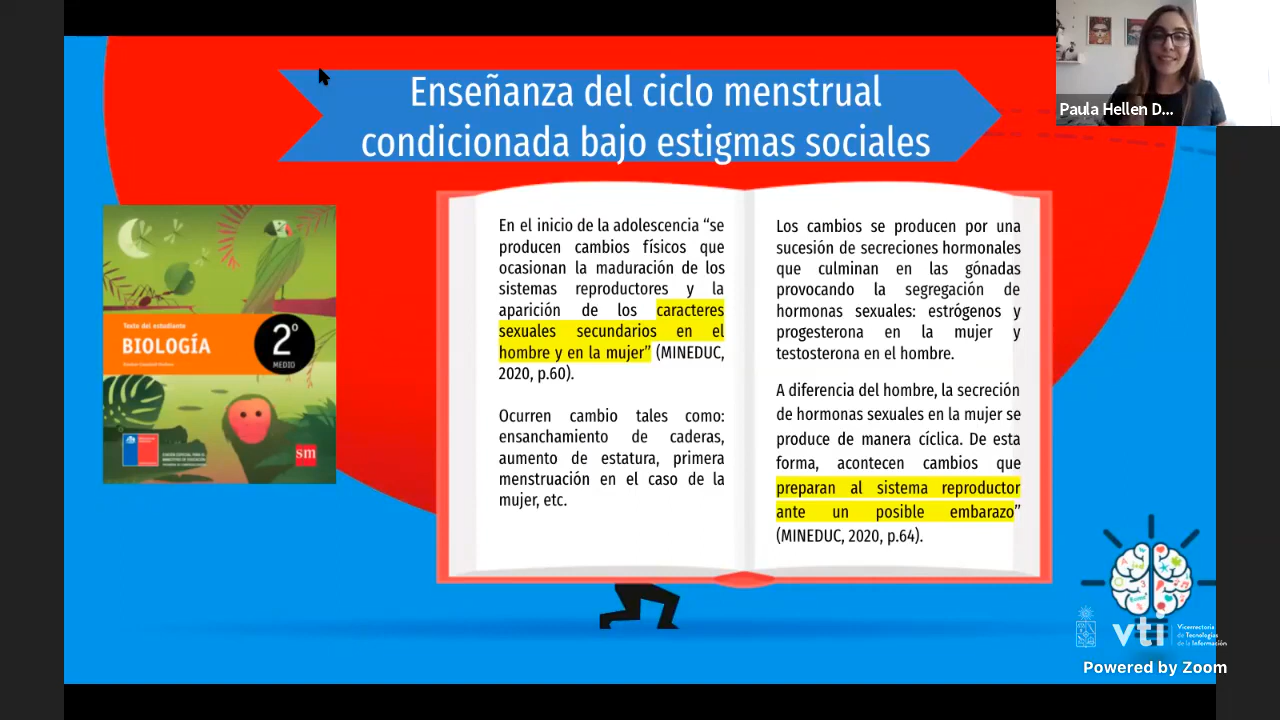 Enseñanza del ciclo menstrual
condicionada bajo estigmas sociales
Paula Hellen D...
En el inicio de la adolescencia “se
producen cambios físicos que
ocasionan la maduración de los
sistemas reproductores y la
aparición de los caracteres
sexuales secundarios en el
hombre y en la mujer” (MINEDUC,
2020, p.60).
Ocurren cambio tales como:
ensanchamiento de caderas,
aumento de estatura, primera
menstruación en el caso de la
mujer, etc.
Los cambios se producen por una
sucesión de secreciones hormonales
que culminan en las gónadas
provocando la segregación de
hormonas sexuales: estrógenos y
progesterona en la mujer y
testosterona en el hombre.
A diferencia del hombre, la secreción
de hormonas sexuales en la mujer se
produce de manera cíclica. De esta
forma, acontecen cambios que
preparan al sistema reproductor
ante un posible embarazo”
(MINEDUC, 2020, p.64).
Texto del estudiante
BIOLOGÍA
2°
MEDIO
sm
vti
Vicerrectoría
de Tecnologías
de la Información
Powered by Zoom